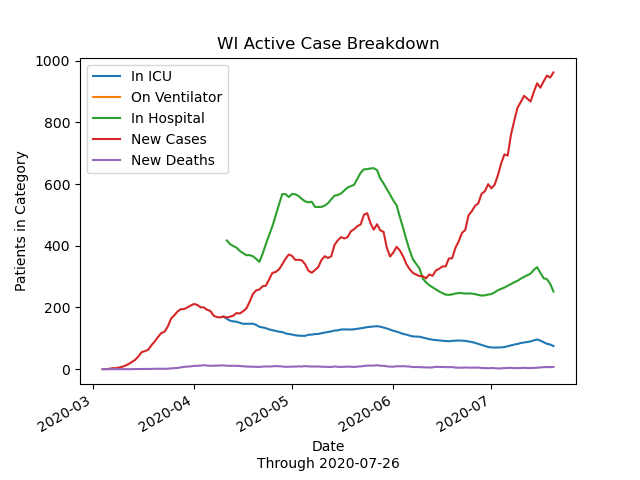 WI Active Case Breakdown
1000
800
600
400
200
0
Patients in Category
In ICU
On Ventilator
In Hospital
New Cases
New Deaths
2020-03
2020-04
2020-05
2020-06
2020-07
Date
Through 2020-07-26